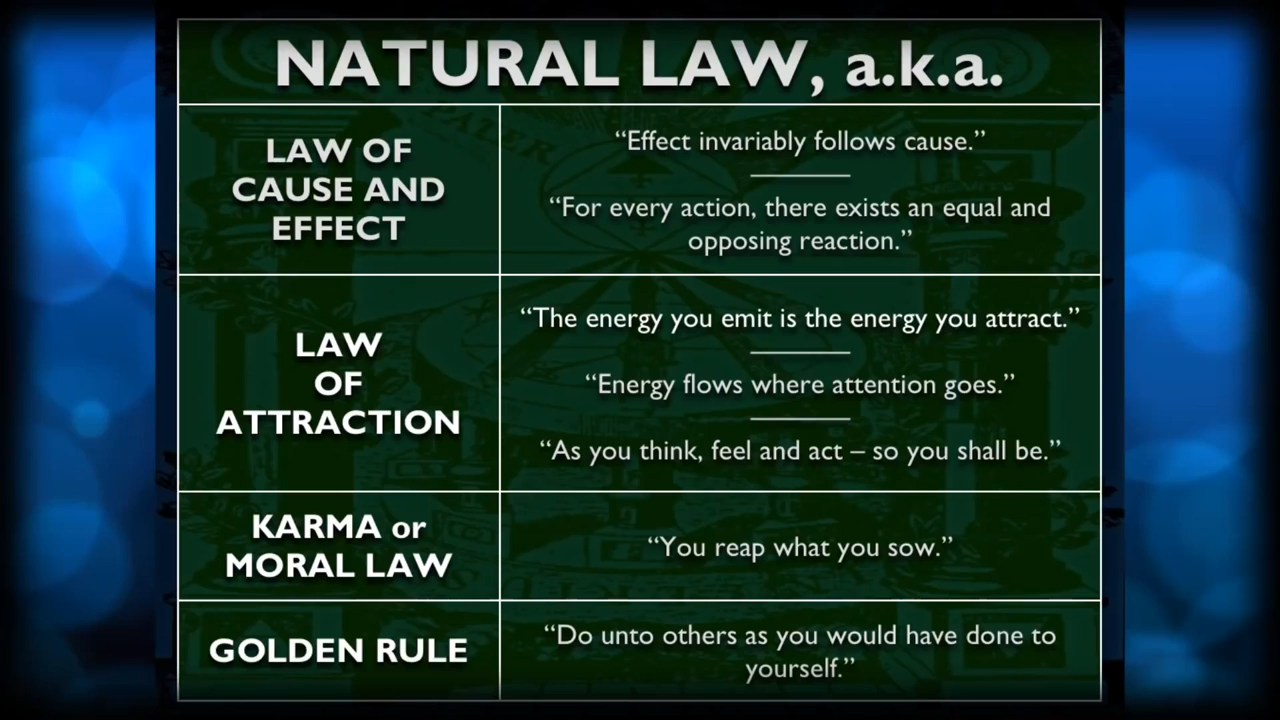 NATURAL LAW, a.k.a.
LAW OF
CAUSE AND
EFFECT
“Effect invariably follows cause.”
“For every action, there exists an equal and
opposing reaction.”
LAW
OF
ATTRACTION
“The energy you emit is the energy you attract.”
“Energy flows where attention goes.”
“As you think, feel and act – so you shall be.”
KARMA or
MORAL LAW
“You reap what you sow.”
GOLDEN RULE
“Do unto others as you would have done to
yourself.”